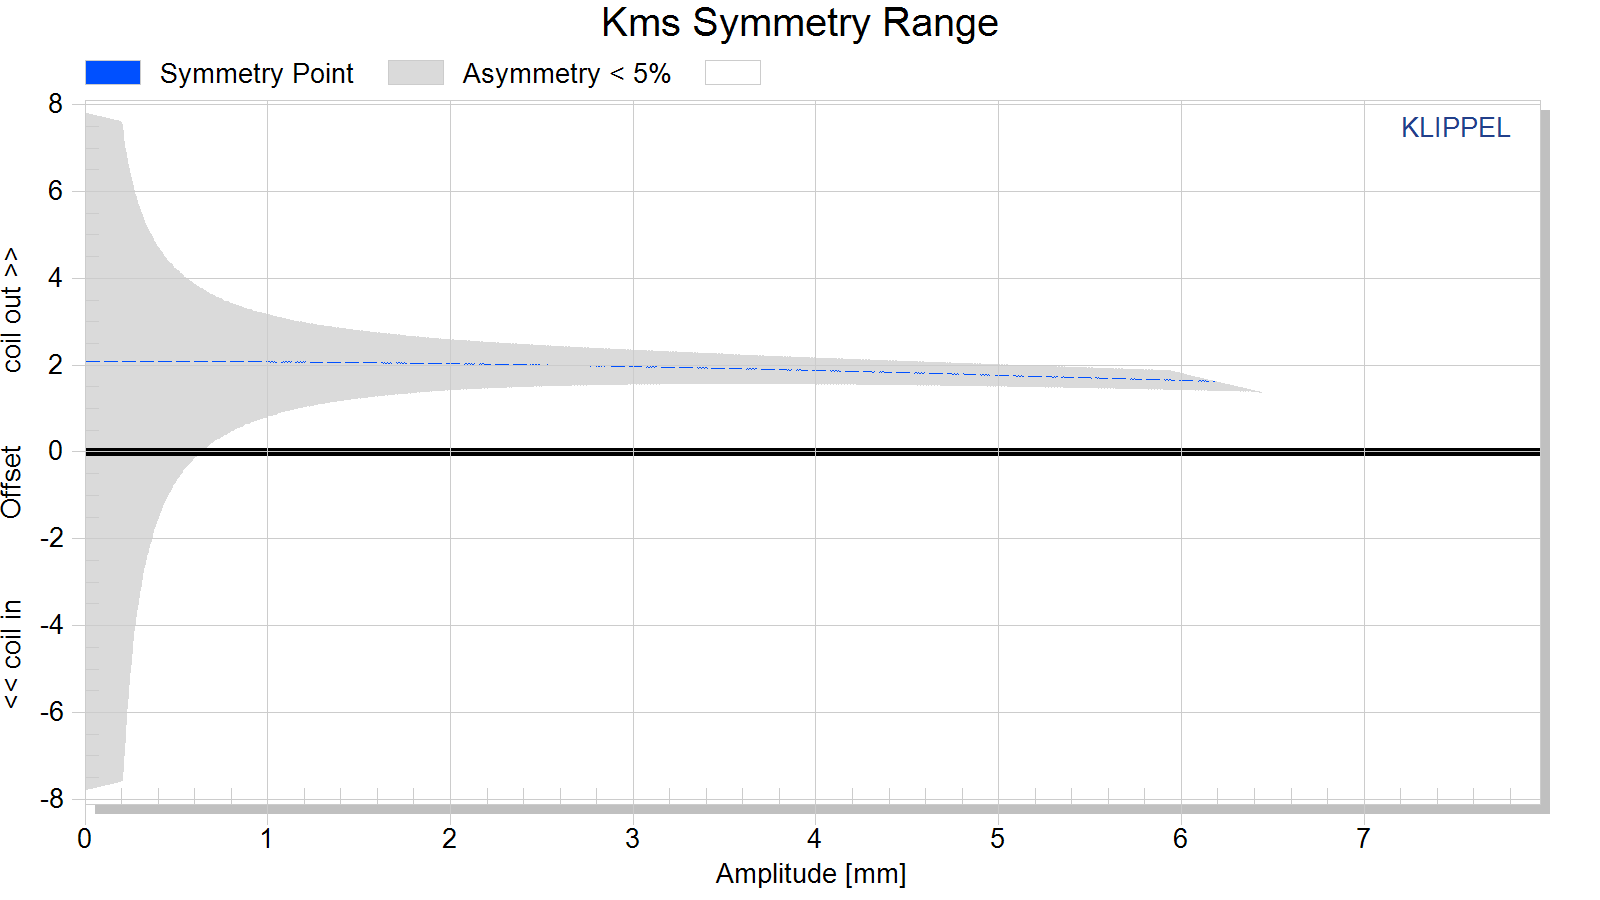 Kms Symmetry Range
Symmetry Point Asymmetry < 5%
KLIPPEL
8
6
4
2
0
-2
-4
-6
-8
<< coil in Offset coil out >>
0 1 2 3 4 5 6 7
Amplitude [mm]